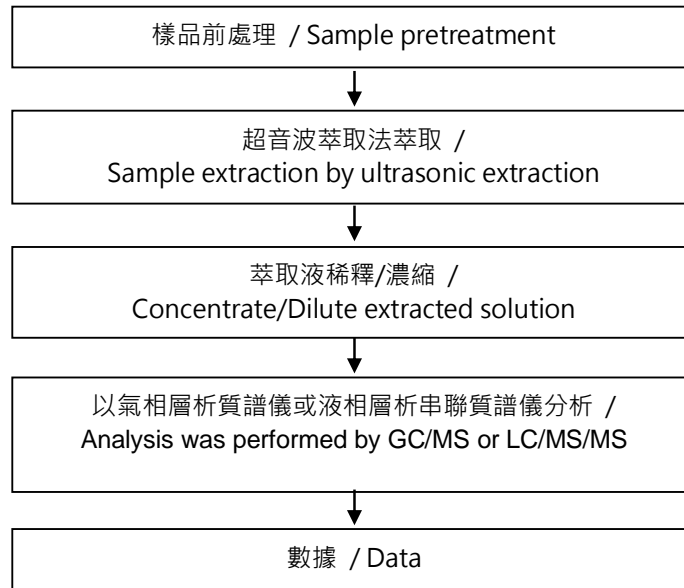 樣品前處理 / Sample pretreatment
超音波萃取法萃取 /
Sample extraction by ultrasonic extraction
萃取液稀釋/濃縮 /
Concentrate/Dilute extracted solution
以氣相層析質譜儀或液相層析串聯質譜儀分析 /
Analysis was performed by GC/MS or LC/MS/MS
數據 / Data